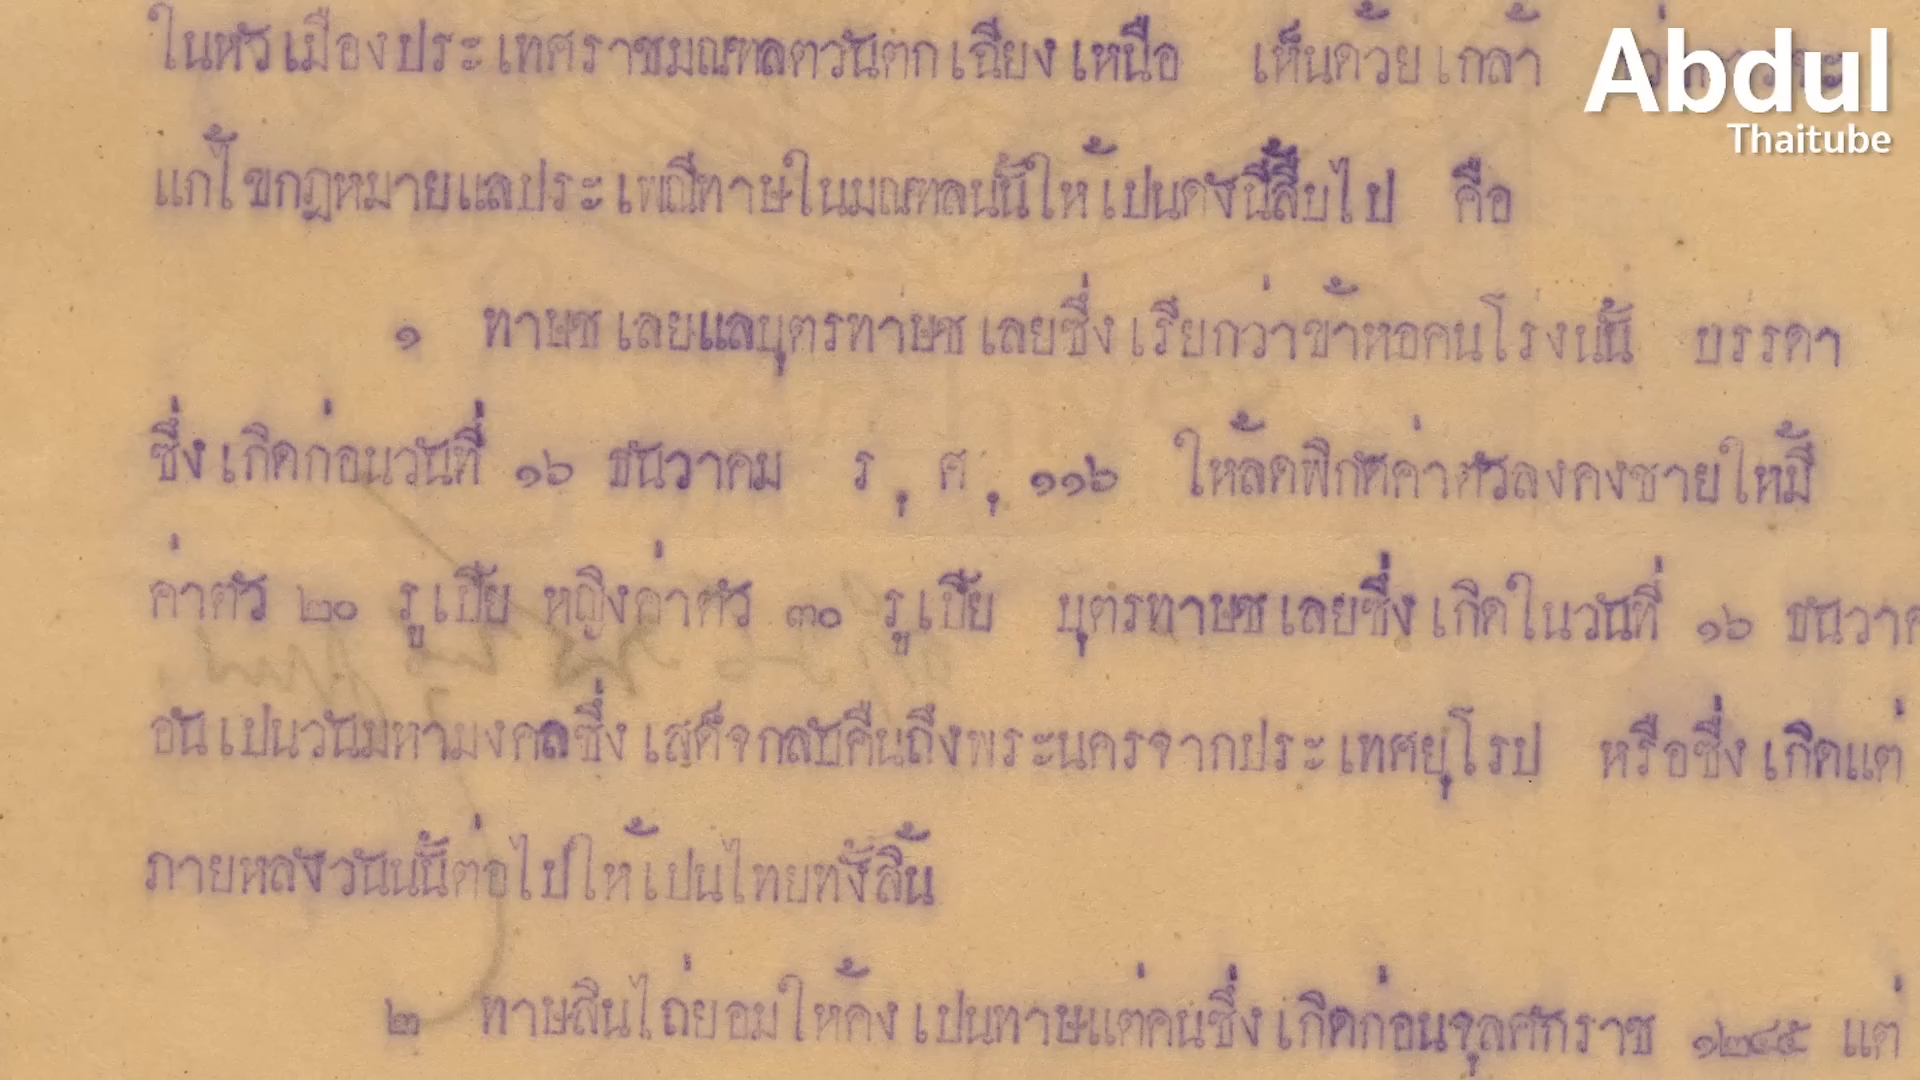 ในหัวเมืองประเทศราชมณฑลตวันตกเฉียงเหนือ เห็นด้วยเกล้า
Abdul
Thaitube
แก้ไขกฎหมายแลประเพณีทาษในมณฑลนั้นให้เปนดังนี้สืบไป คือ
๑ ทาษชเลยแลบุตรทาษชเลยซึ่งเรียกว่าข้าหอคนโรงนั้น บรรดา
ซึ่งเกิดก่อนวันที่ ๑๖ ธันวาคม ร , ศ , ๑๑๖ ให้ลดพิกัดค่าตัวลงคงชายให้มี
ค่าตัว ๒๐ รูเปีย หญิงค่าตัว ๓๐ รูเปีย บุตรทาษชเลยซึ่งเกิดในวันที่ ๑๖ ธันวาค
อันเปนวันมหามงคลซึ่งเสด็จกลับคืนถึงพระนครจากประเทศยุโรป หรือซึ่งเกิดแต่
ภายหลังวันนั้นต่อไปให้เปนไทยทั้งสิ้น
๒ ทาษสินไถ่ยอมให้คงเปนทาษแต่คนซึ่งเกิดก่อนจุลศักราช ๑๒๔๕ แต่